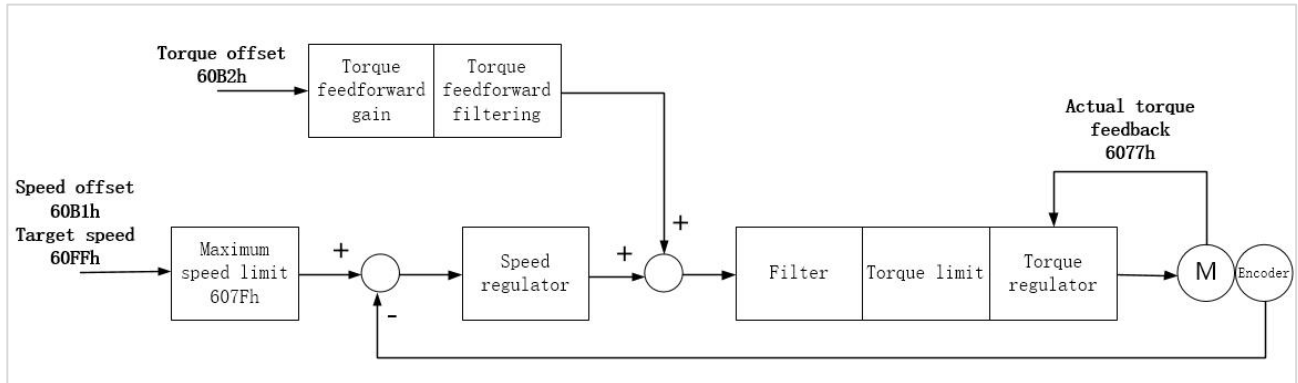 Torque offset
60B2h
Torque
feedforward
gain
Torque
feedforward
filtering
Actual torque
feedback
6077h
Speed offset
60B1h
Target speed
60FFh
Maximum
speed limit
607Fh
+
-
Speed
regulator
+
+
Filter
Torque limit
Torque
regulator
M
Encoder